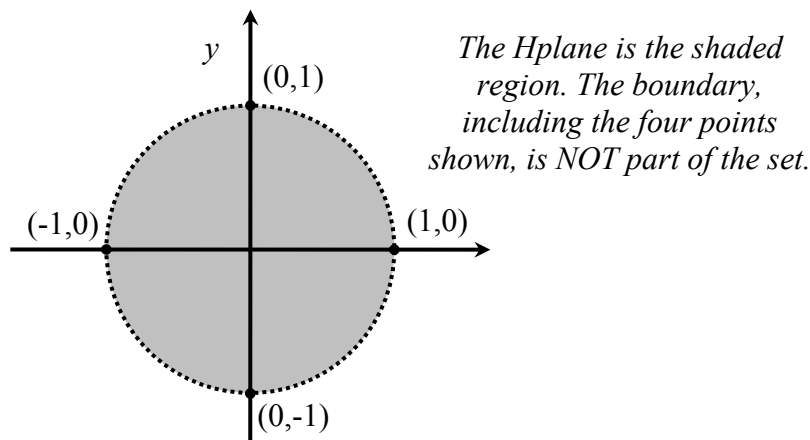 y
(0,1)
The Hplane is the shaded
region. The boundary,
including the four points
shown, is NOT part of the set.
(-1,0)
(1,0)
(0,-1)